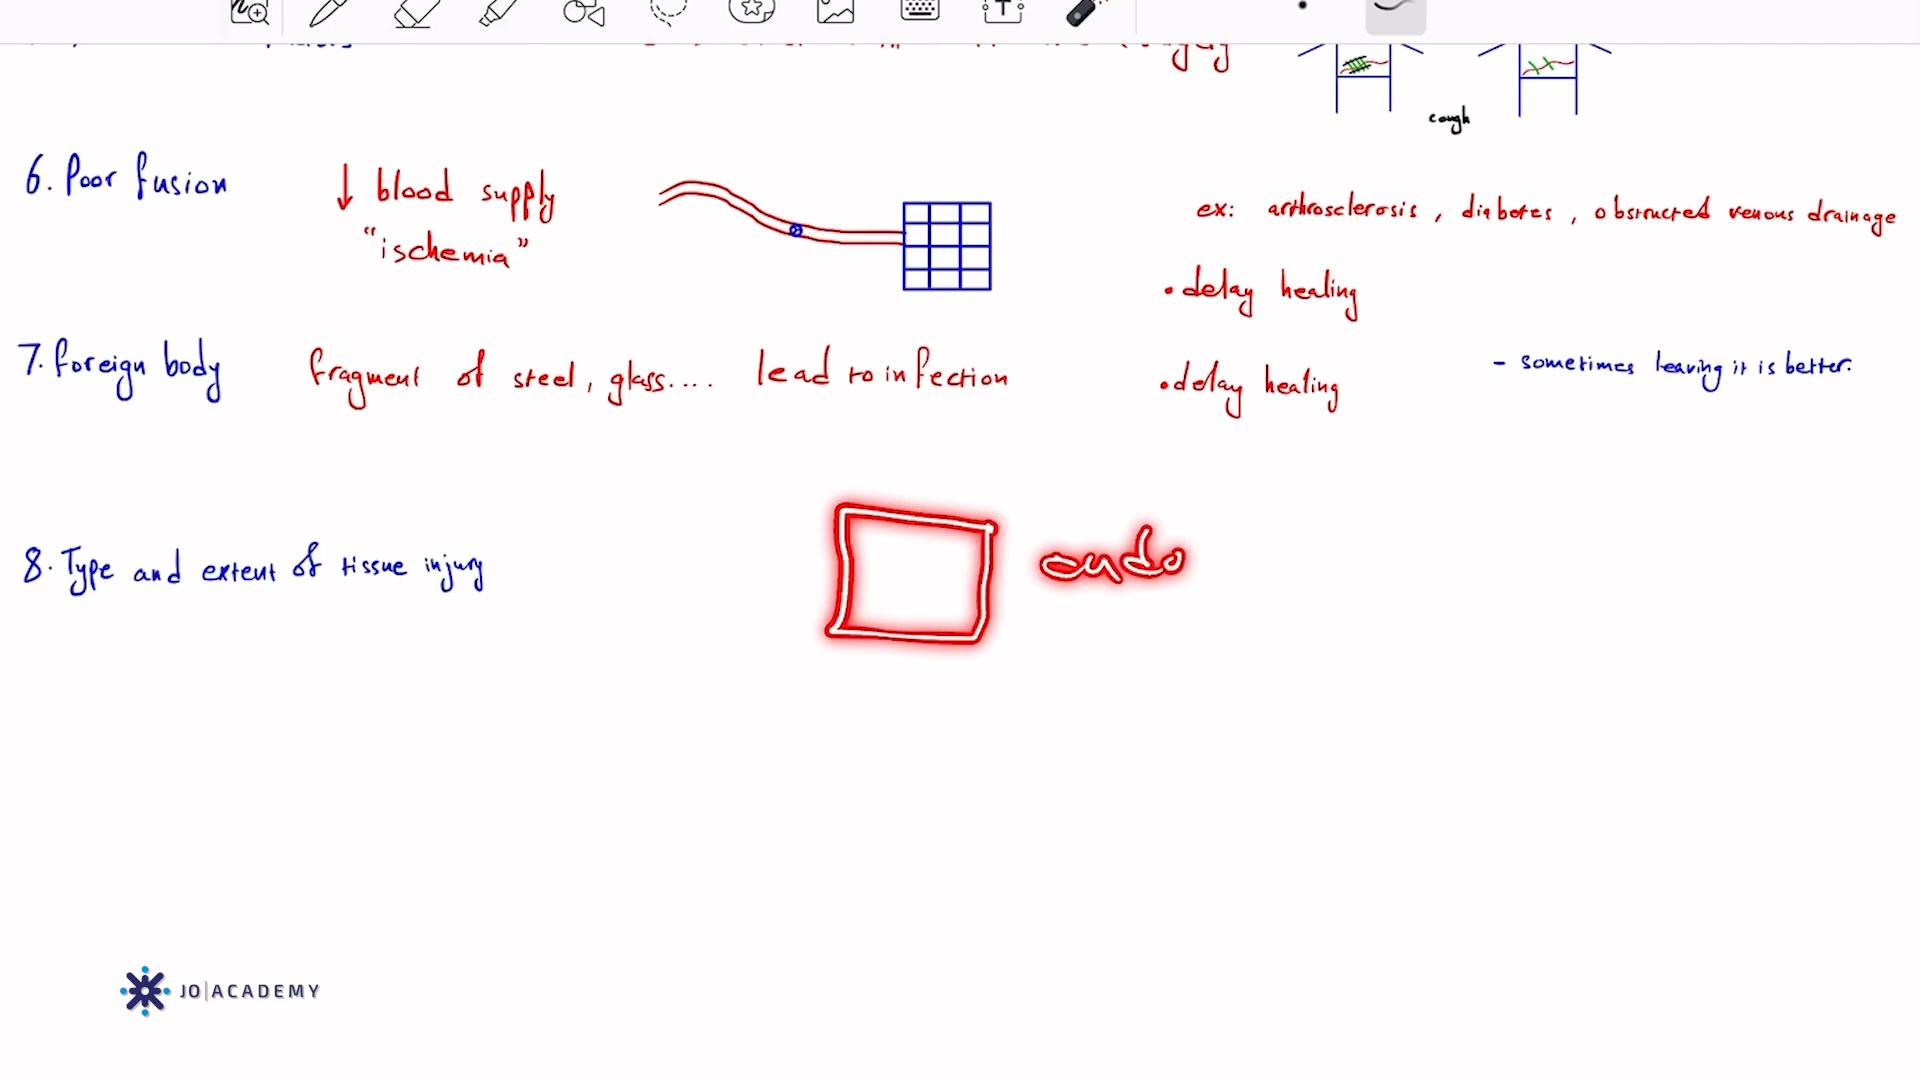 cough
6. Poor fusion
↓ blood supply
"ischemia"
ex: arthrosclerosis , diabetes , obstructed venous drainage
• delay healing
7. foreign body
fragment of steel, glass.... lead to infection
• delay healing
- sometimes leaving it is better.
8. Type and extent of tissue injury
endo
JO|ACADEMY